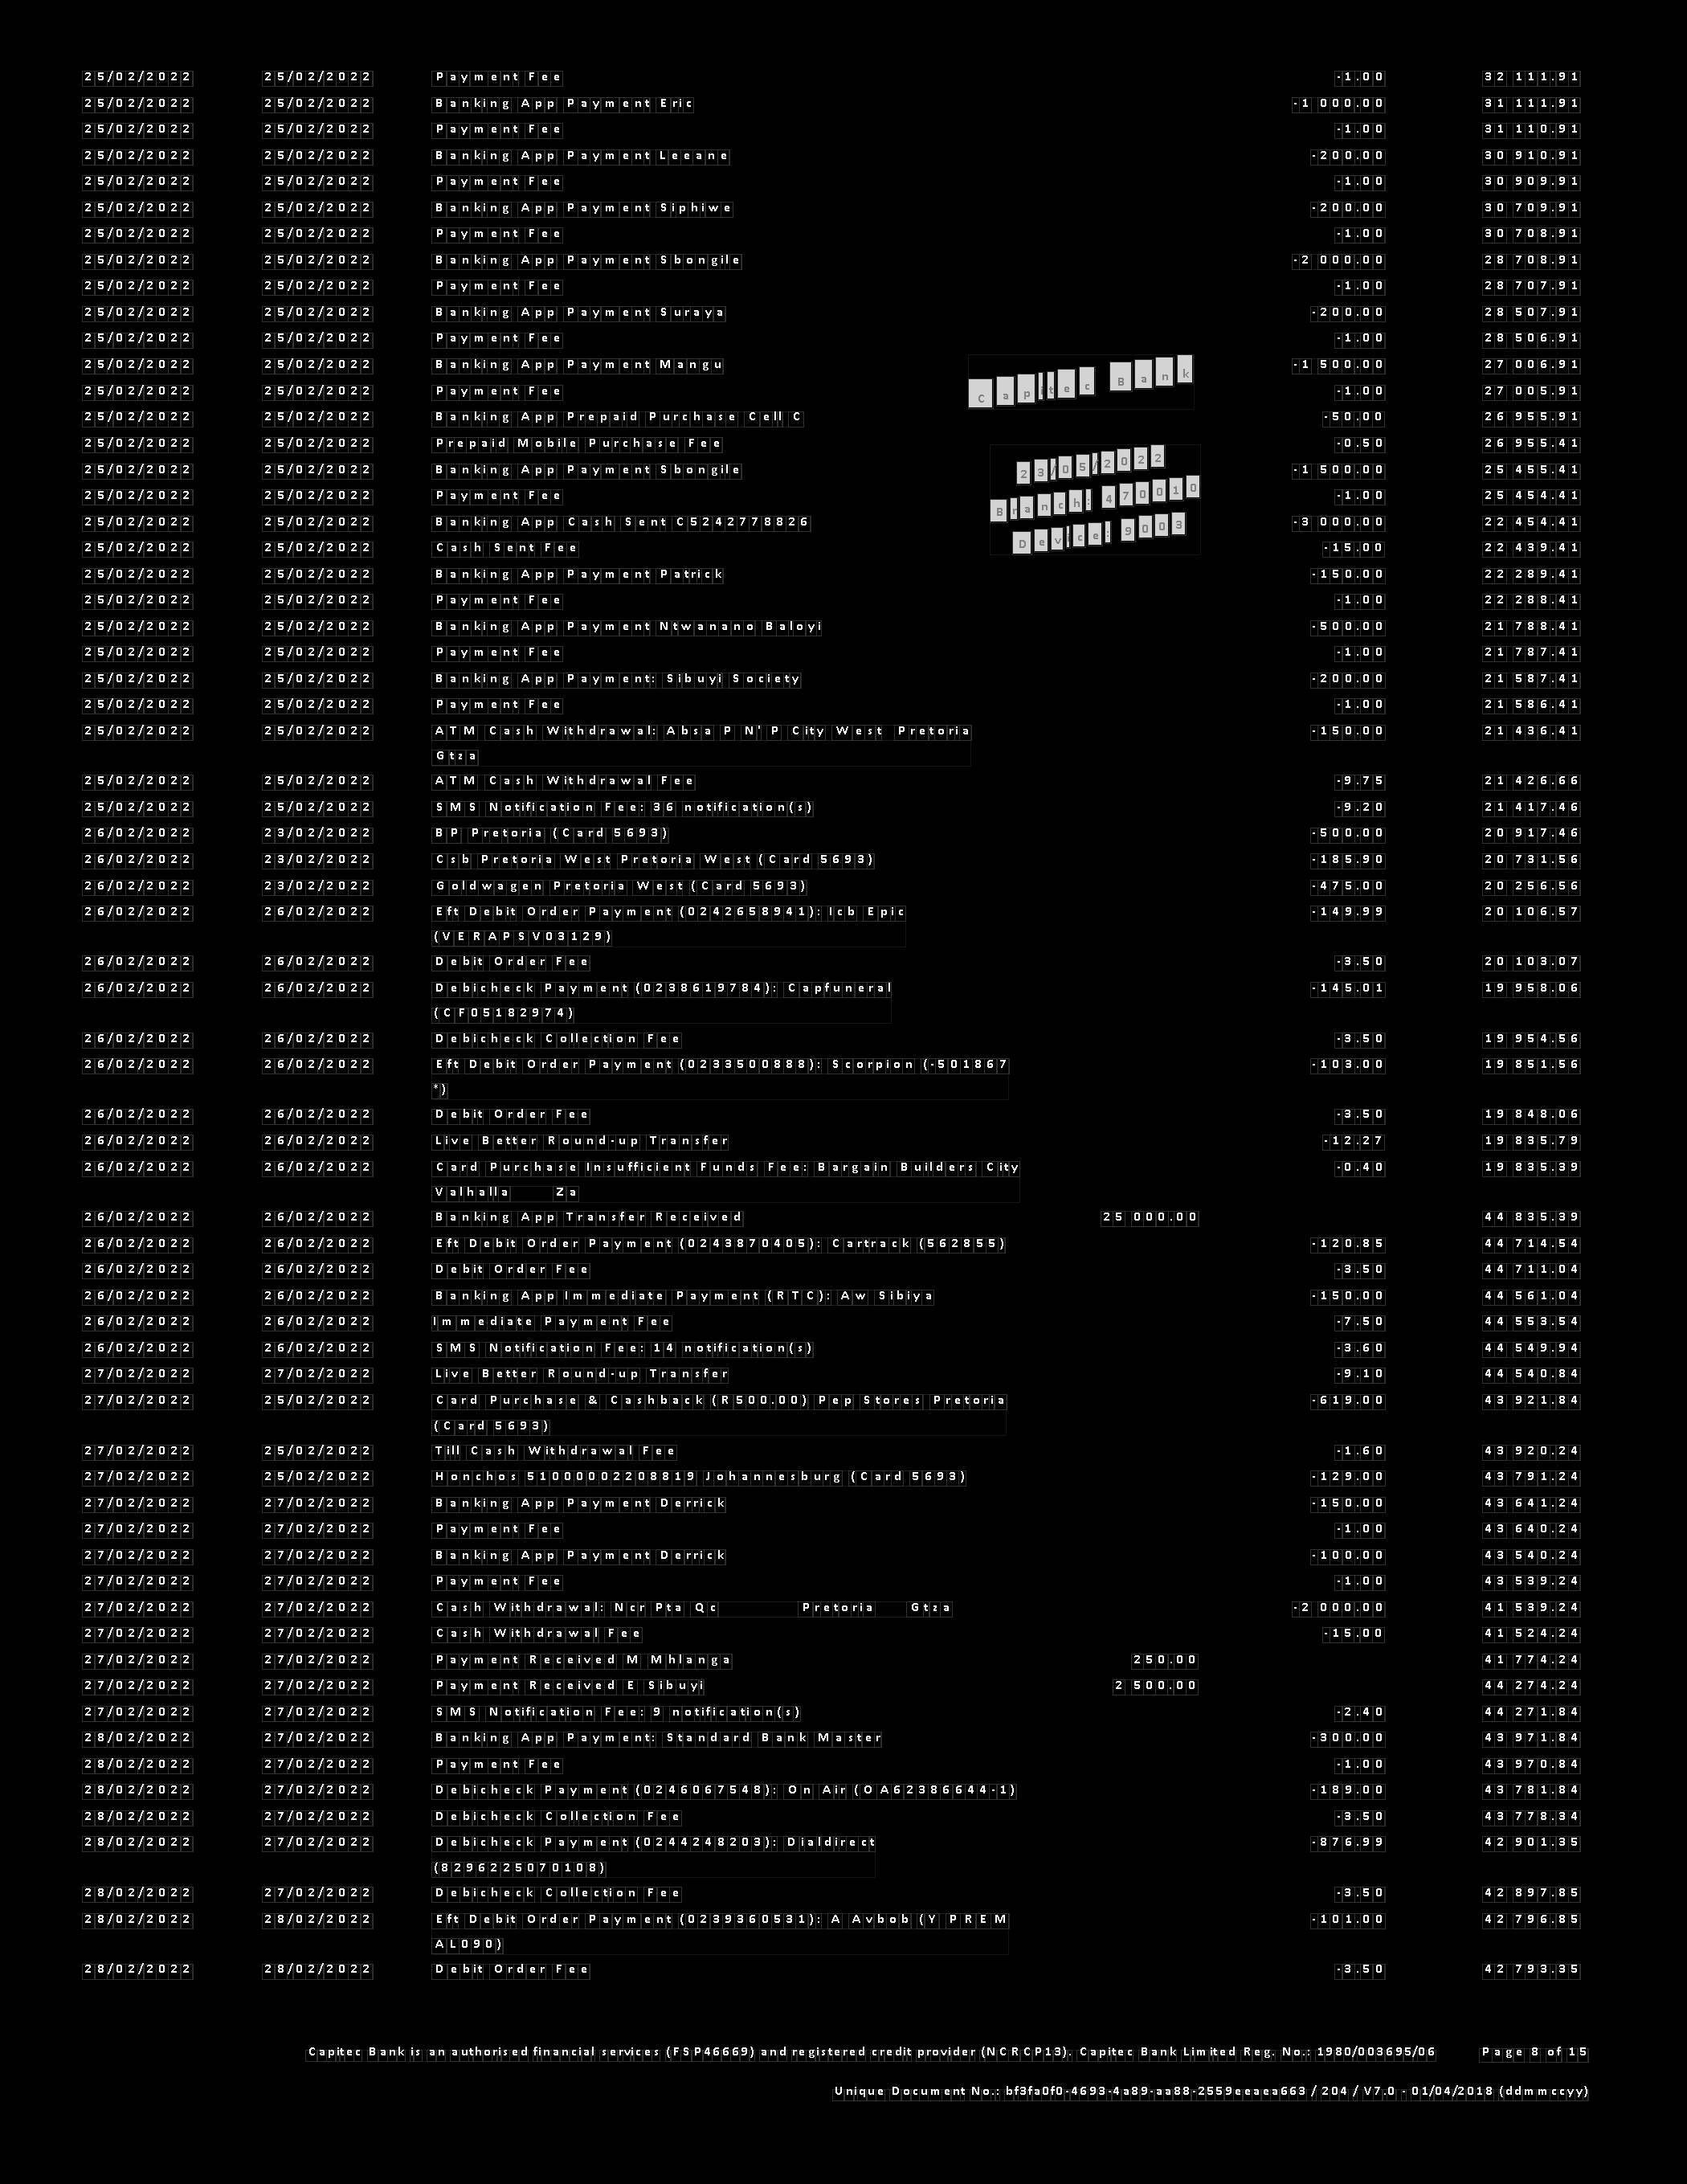 25/02/2022 25/02/2022 Payment Fee -1.00 32 111.91
25/02/2022 25/02/2022 Banking App Payment Eric -1 000.00 31 111.91
25/02/2022 25/02/2022 Payment Fee -1.00 31 110.91
25/02/2022 25/02/2022 Banking App Payment Leeane -200.00 30 910.91
25/02/2022 25/02/2022 Payment Fee -1.00 30 909.91
25/02/2022 25/02/2022 Banking App Payment Siphiwe -200.00 30 709.91
25/02/2022 25/02/2022 Payment Fee -1.00 30 708.91
25/02/2022 25/02/2022 Banking App Payment Sbongile -2 000.00 28 708.91
25/02/2022 25/02/2022 Payment Fee -1.00 28 707.91
25/02/2022 25/02/2022 Banking App Payment Suraya -200.00 28 507.91
25/02/2022 25/02/2022 Payment Fee -1.00 28 506.91
25/02/2022 25/02/2022 Banking App Payment Mangu -1 500.00 27 006.91
Capitec Bank
25/02/2022 25/02/2022 Payment Fee -1.00 27 005.91
25/02/2022 25/02/2022 Banking App Prepaid Purchase Cell C -50.00 26 955.91
25/02/2022 25/02/2022 Prepaid Mobile Purchase Fee -0.50 26 955.41
23/05/2022
25/02/2022 25/02/2022 Banking App Payment Sbongile -1 500.00 25 455.41
25/02/2022 25/02/2022 Payment Fee -1.00 25 454.41
Branch: 470010
25/02/2022 25/02/2022 Banking App Cash Sent C5242778826 -3 000.00 22 454.41
Device: 9003
25/02/2022 25/02/2022 Cash Sent Fee -15.00 22 439.41
25/02/2022 25/02/2022 Banking App Payment Patrick -150.00 22 289.41
25/02/2022 25/02/2022 Payment Fee -1.00 22 288.41
25/02/2022 25/02/2022 Banking App Payment Ntwanano Baloyi -500.00 21 788.41
25/02/2022 25/02/2022 Payment Fee -1.00 21 787.41
25/02/2022 25/02/2022 Banking App Payment: Sibuyi Society -200.00 21 587.41
25/02/2022 25/02/2022 Payment Fee -1.00 21 586.41
25/02/2022 25/02/2022 ATM Cash Withdrawal: Absa P N' P City West Pretoria -150.00 21 436.41
Gtza
25/02/2022 25/02/2022 ATM Cash Withdrawal Fee -9.75 21 426.66
25/02/2022 25/02/2022 SMS Notification Fee: 36 notification(s) -9.20 21 417.46
26/02/2022 23/02/2022 BP Pretoria (Card 5693) -500.00 20 917.46
26/02/2022 23/02/2022 Csb Pretoria West Pretoria West (Card 5693) -185.90 20 731.56
26/02/2022 23/02/2022 Goldwagen Pretoria West (Card 5693) -475.00 20 256.56
26/02/2022 26/02/2022 Eft Debit Order Payment (0242658941): Icb Epic -149.99 20 106.57
(VERAPSV03129)
26/02/2022 26/02/2022 Debit Order Fee -3.50 20 103.07
26/02/2022 26/02/2022 Debicheck Payment (0238619784): Capfuneral -145.01 19 958.06
(CF05182974)
26/02/2022 26/02/2022 Debicheck Collection Fee -3.50 19 954.56
26/02/2022 26/02/2022 Eft Debit Order Payment (0233500888): Scorpion (-501867 -103.00 19 851.56
*)
26/02/2022 26/02/2022 Debit Order Fee -3.50 19 848.06
26/02/2022 26/02/2022 Live Better Round-up Transfer -12.27 19 835.79
26/02/2022 26/02/2022 Card Purchase Insufficient Funds Fee: Bargain Builders City -0.40 19 835.39
Valhalla Za
26/02/2022 26/02/2022 Banking App Transfer Received 25 000.00 44 835.39
26/02/2022 26/02/2022 Eft Debit Order Payment (0243870405): Cartrack (562855) -120.85 44 714.54
26/02/2022 26/02/2022 Debit Order Fee -3.50 44 711.04
26/02/2022 26/02/2022 Banking App Immediate Payment (RTC): Aw Sibiya -150.00 44 561.04
26/02/2022 26/02/2022 Immediate Payment Fee -7.50 44 553.54
26/02/2022 26/02/2022 SMS Notification Fee: 14 notification(s) -3.60 44 549.94
27/02/2022 27/02/2022 Live Better Round-up Transfer -9.10 44 540.84
27/02/2022 25/02/2022 Card Purchase & Cashback (R500.00) Pep Stores Pretoria -619.00 43 921.84
(Card 5693)
27/02/2022 25/02/2022 Till Cash Withdrawal Fee -1.60 43 920.24
27/02/2022 25/02/2022 Honchos 51000002208819 Johannesburg (Card 5693) -129.00 43 791.24
27/02/2022 27/02/2022 Banking App Payment Derrick -150.00 43 641.24
27/02/2022 27/02/2022 Payment Fee -1.00 43 640.24
27/02/2022 27/02/2022 Banking App Payment Derrick -100.00 43 540.24
27/02/2022 27/02/2022 Payment Fee -1.00 43 539.24
27/02/2022 27/02/2022 Cash Withdrawal: Ncr Pta Qc Pretoria Gtza -2 000.00 41 539.24
27/02/2022 27/02/2022 Cash Withdrawal Fee -15.00 41 524.24
27/02/2022 27/02/2022 Payment Received M Mhlanga 250.00 41 774.24
27/02/2022 27/02/2022 Payment Received E Sibuyi 2 500.00 44 274.24
27/02/2022 27/02/2022 SMS Notification Fee: 9 notification(s) -2.40 44 271.84
28/02/2022 27/02/2022 Banking App Payment: Standard Bank Master -300.00 43 971.84
28/02/2022 27/02/2022 Payment Fee -1.00 43 970.84
28/02/2022 27/02/2022 Debicheck Payment (0246067548): On Air (OA62386644-1) -189.00 43 781.84
28/02/2022 27/02/2022 Debicheck Collection Fee -3.50 43 778.34
28/02/2022 27/02/2022 Debicheck Payment (0244248203): Dialdirect -876.99 42 901.35
(8296225070108)
28/02/2022 27/02/2022 Debicheck Collection Fee -3.50 42 897.85
28/02/2022 28/02/2022 Eft Debit Order Payment (0239360531): A Avbob (Y PREM -101.00 42 796.85
AL090)
28/02/2022 28/02/2022 Debit Order Fee -3.50 42 793.35
Capitec Bank is an authorised financial services (FSP46669) and registered credit provider (NCRCP13). Capitec Bank Limited Reg. No.: 1980/003695/06 Page 8 of 15
Unique Document No.: bf3fa0f0-4693-4a89-aa88-2559eeaea663 / 204 / V7.0 - 01/04/2018 (ddmmccyy)